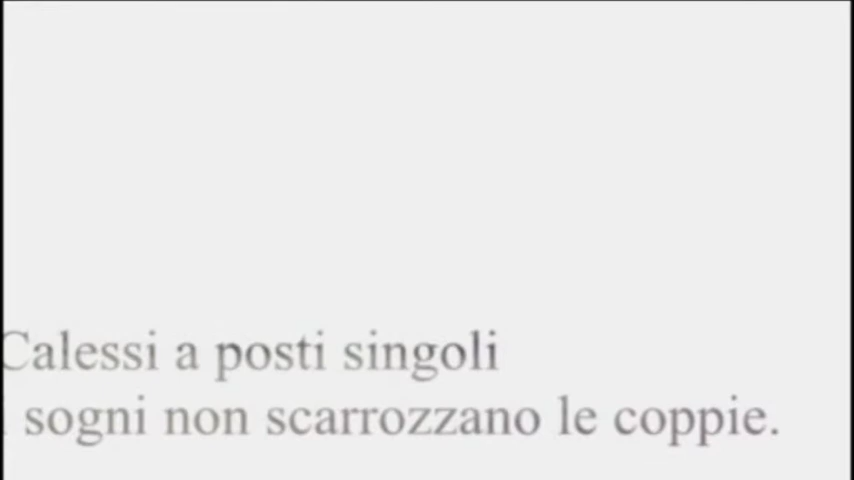 Calessi a posti singoli
i sogni non scarrozzano le coppie.